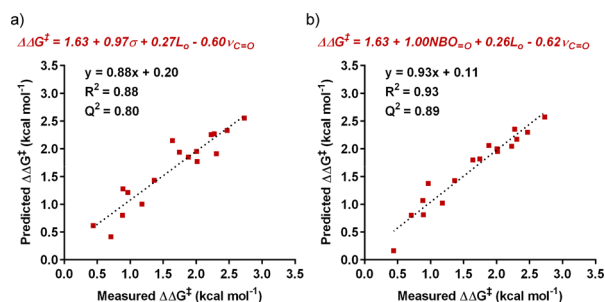 a)
ΔΔG‡ = 1.63 + 0.97σ + 0.27Lo - 0.60νC=O
y = 0.88x + 0.20
R2 = 0.88
Q2 = 0.80
Predicted ΔΔG‡ (kcal mol-1)
3.5
3.0
2.5
2.0
1.5
1.0
0.5
0.0
0.0 0.5 1.0 1.5 2.0 2.5 3.0 3.5
Measured ΔΔG‡ (kcal mol-1)
b)
ΔΔG‡ = 1.63 + 1.00NBO=O + 0.26Lo - 0.62νC=O
y = 0.93x + 0.11
R2 = 0.93
Q2 = 0.89
Predicted ΔΔG‡ (kcal mol-1)
3.5
3.0
2.5
2.0
1.5
1.0
0.5
0.0
0.0 0.5 1.0 1.5 2.0 2.5 3.0 3.5
Measured ΔΔG‡ (kcal mol-1)